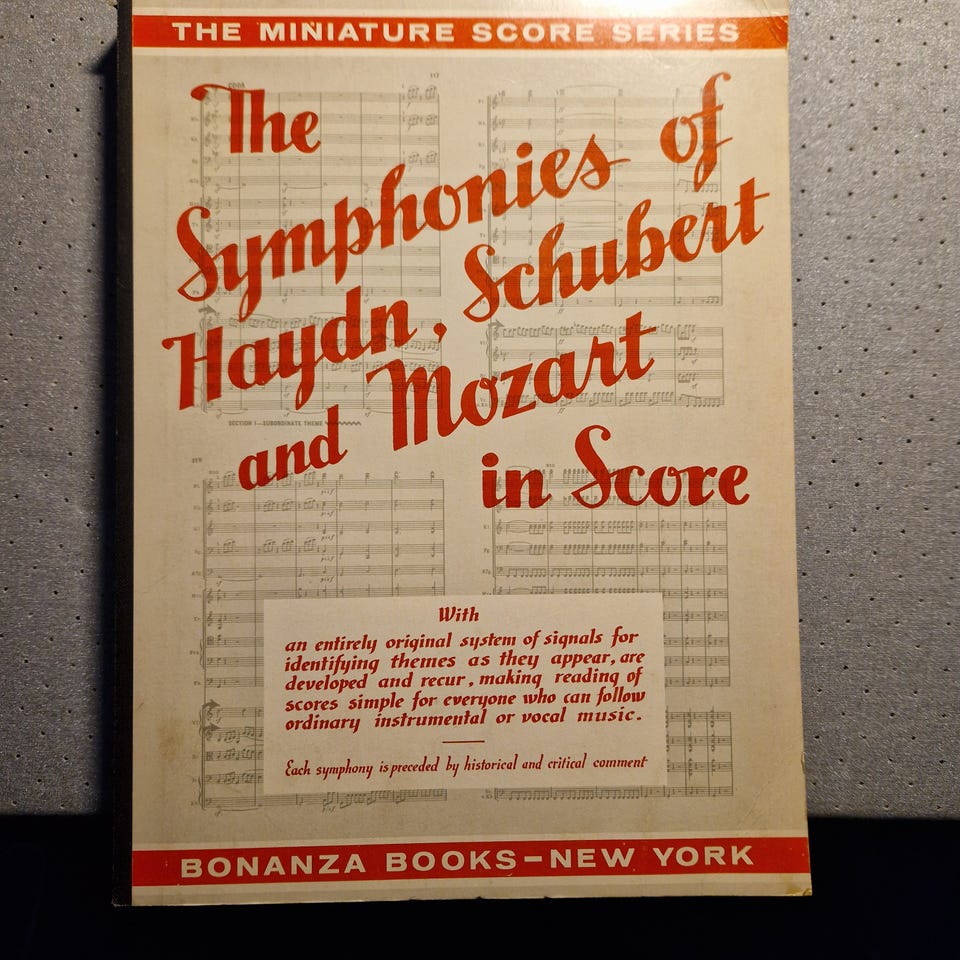 THE MINIATURE SCORE SERIES
The
Symphonies of
Haydn, Schubert
and Mozart
in Score
SECTION I—SUBORDINATE THEME
With
an entirely original system of signals for
identifying themes as they appear, are
developed and recur, making reading of
scores simple for everyone who can follow
ordinary instrumental or vocal music.
Each symphony is preceded by historical and critical comment
BONANZA BOOKS—NEW YORK